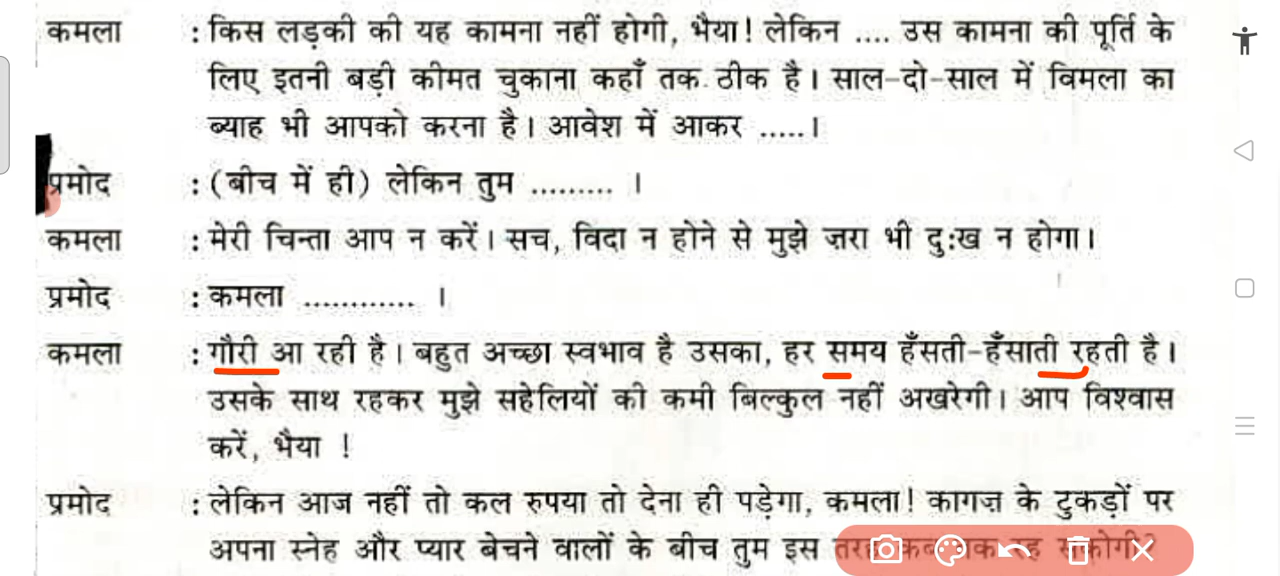 कमला : किस लड़की की यह कामना नहीं होगी, भैया! लेकिन .... उस कामना की पूर्ति के
लिए इतनी बड़ी कीमत चुकाना कहाँ तक ठीक है। साल-दो-साल में विमला का
ब्याह भी आपको करना है। आवेश में आकर .....।
प्रमोद : (बीच में ही) लेकिन तुम ......... ।
कमला : मेरी चिन्ता आप न करें। सच, विदा न होने से मुझे ज़रा भी दुःख न होगा।
प्रमोद : कमला ............ ।
कमला : गौरी आ रही है। बहुत अच्छा स्वभाव है उसका, हर समय हँसती-हँसाती रहती है।
उसके साथ रहकर मुझे सहेलियों की कमी बिल्कुल नहीं अखरेगी। आप विश्वास
करें, भैया !
प्रमोद : लेकिन आज नहीं तो कल रुपया तो देना ही पड़ेगा, कमला! कागज़ के टुकड़ों पर
अपना स्नेह और प्यार बेचने वालों के बीच तुम इस तरह